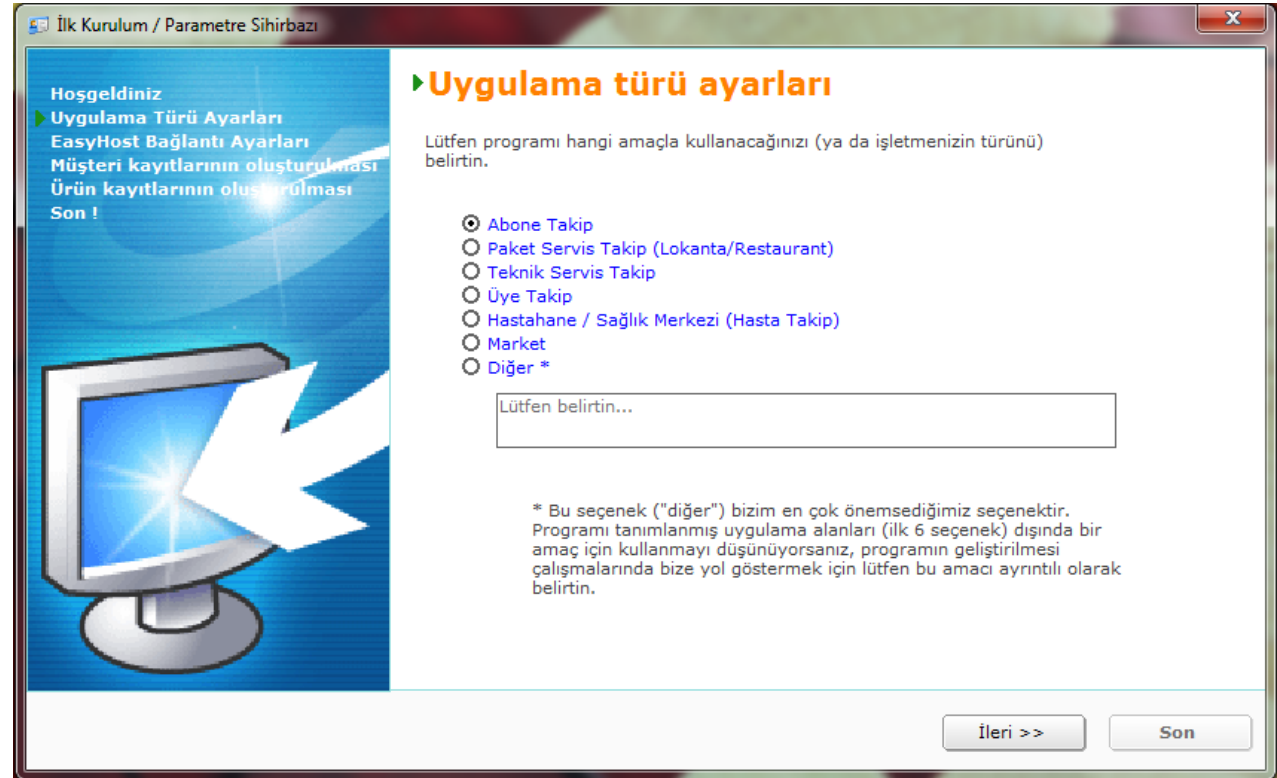 İlk Kurulum / Parametre Sihirbazı
Hoşgeldiniz
Uygulama Türü Ayarları
EasyHost Bağlantı Ayarları
Müşteri kayıtlarının oluşturulması
Ürün kayıtlarının oluşturulması
Son !
Uygulama türü ayarları
Lütfen programı hangi amaçla kullanacağınızı (ya da işletmenizin türünü)
belirtin.
Abone Takip
Paket Servis Takip (Lokanta/Restaurant)
Teknik Servis Takip
Üye Takip
Hastahane / Sağlık Merkezi (Hasta Takip)
Market
Diğer *
Lütfen belirtin...
* Bu seçenek ("diğer") bizim en çok önemsediğimiz seçenektir.
Programı tanımlanmış uygulama alanları (ilk 6 seçenek) dışında bir
amaç için kullanmayı düşünüyorsanız, programın geliştirilmesi
çalışmalarında bize yol göstermek için lütfen bu amacı ayrıntılı olarak
belirtin.
İleri >>
Son